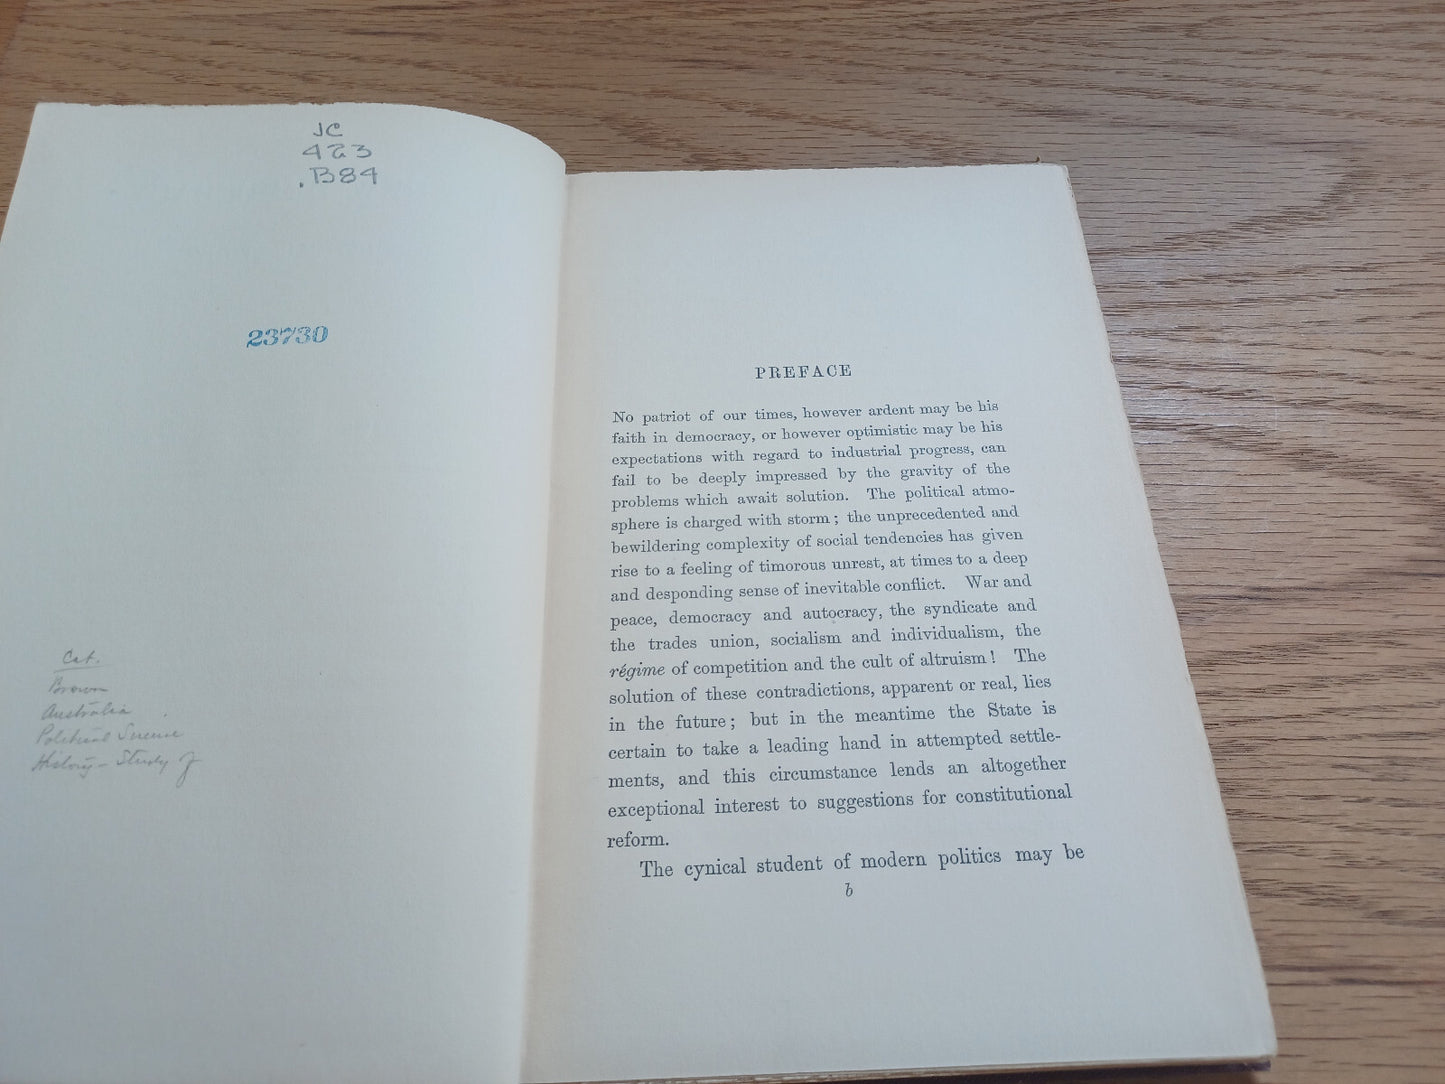 JC
423
.B84
23730
Cat.
Brown
Australia
Political Science
History - Study of
PREFACE
No patriot of our times, however ardent may be his
faith in democracy, or however optimistic may be his
expectations with regard to industrial progress, can
fail to be deeply impressed by the gravity of the
problems which await solution. The political atmo-
sphere is charged with storm; the unprecedented and
bewildering complexity of social tendencies has given
rise to a feeling of timorous unrest, at times to a deep
and desponding sense of inevitable conflict. War and
peace, democracy and autocracy, the syndicate and
the trades union, socialism and individualism, the
régime of competition and the cult of altruism! The
solution of these contradictions, apparent or real, lies
in the future; but in the meantime the State is
certain to take a leading hand in attempted settle-
ments, and this circumstance lends an altogether
exceptional interest to suggestions for constitutional
reform.
The cynical student of modern politics may be
b